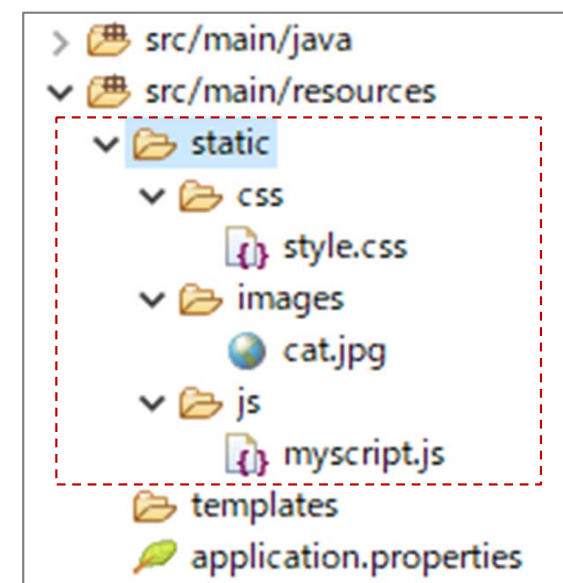 src/main/java
src/main/resources
static
css
style.css
images
cat.jpg
js
myscript.js
templates
application.properties